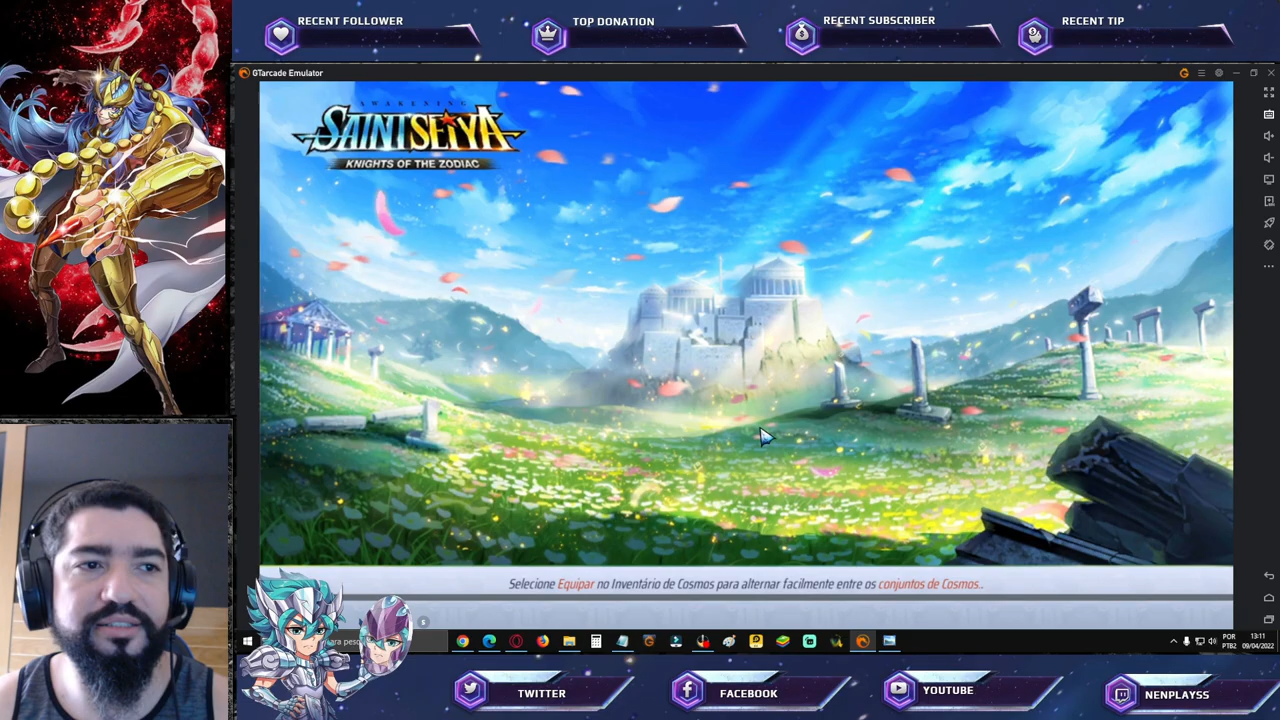 RECENT FOLLOWER
TOP DONATION
RECENT SUBSCRIBER
RECENT TIP
GTarcade Emulator
AWAKENING
SAINT SEIYA
KNIGHTS OF THE ZODIAC
Selecione Equipar no Inventário de Cosmos para alternar facilmente entre os conjuntos de Cosmos..
para pes
POR
PTB2
13:11
09/04/2022
TWITTER
FACEBOOK
YOUTUBE
NENPLAYSS